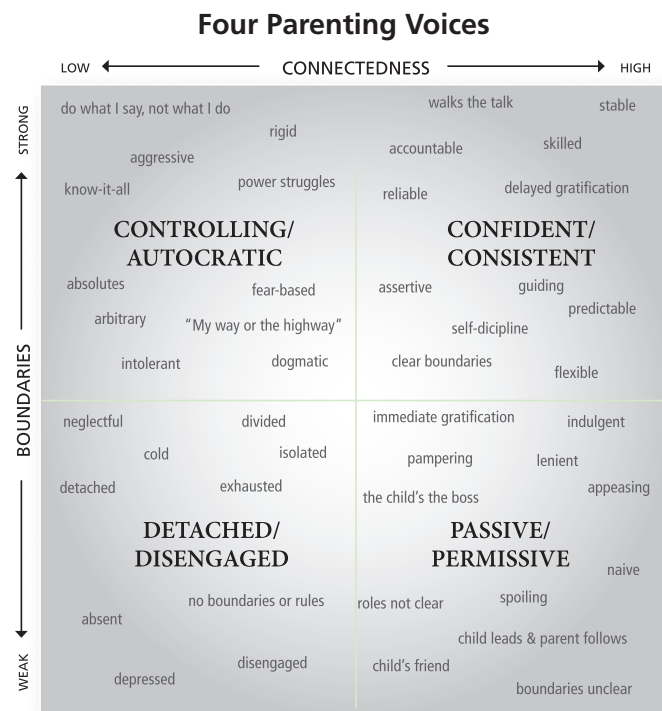 Four Parenting Voices
LOW
CONNECTEDNESS
HIGH
STRONG
BOUNDARIES
WEAK
do what I say, not what I do
rigid
aggressive
know-it-all
power struggles
CONTROLLING/
AUTOCRATIC
absolutes
fear-based
arbitrary
"My way or the highway"
intolerant
dogmatic
walks the talk
stable
accountable
skilled
reliable
delayed gratification
CONFIDENT/
CONSISTENT
assertive
guiding
predictable
self-dicipline
clear boundaries
flexible
neglectful
divided
cold
isolated
detached
exhausted
DETACHED/
DISENGAGED
no boundaries or rules
absent
disengaged
depressed
immediate gratification
indulgent
pampering
lenient
appeasing
the child's the boss
PASSIVE/
PERMISSIVE
naive
roles not clear
spoiling
child leads & parent follows
child's friend
boundaries unclear